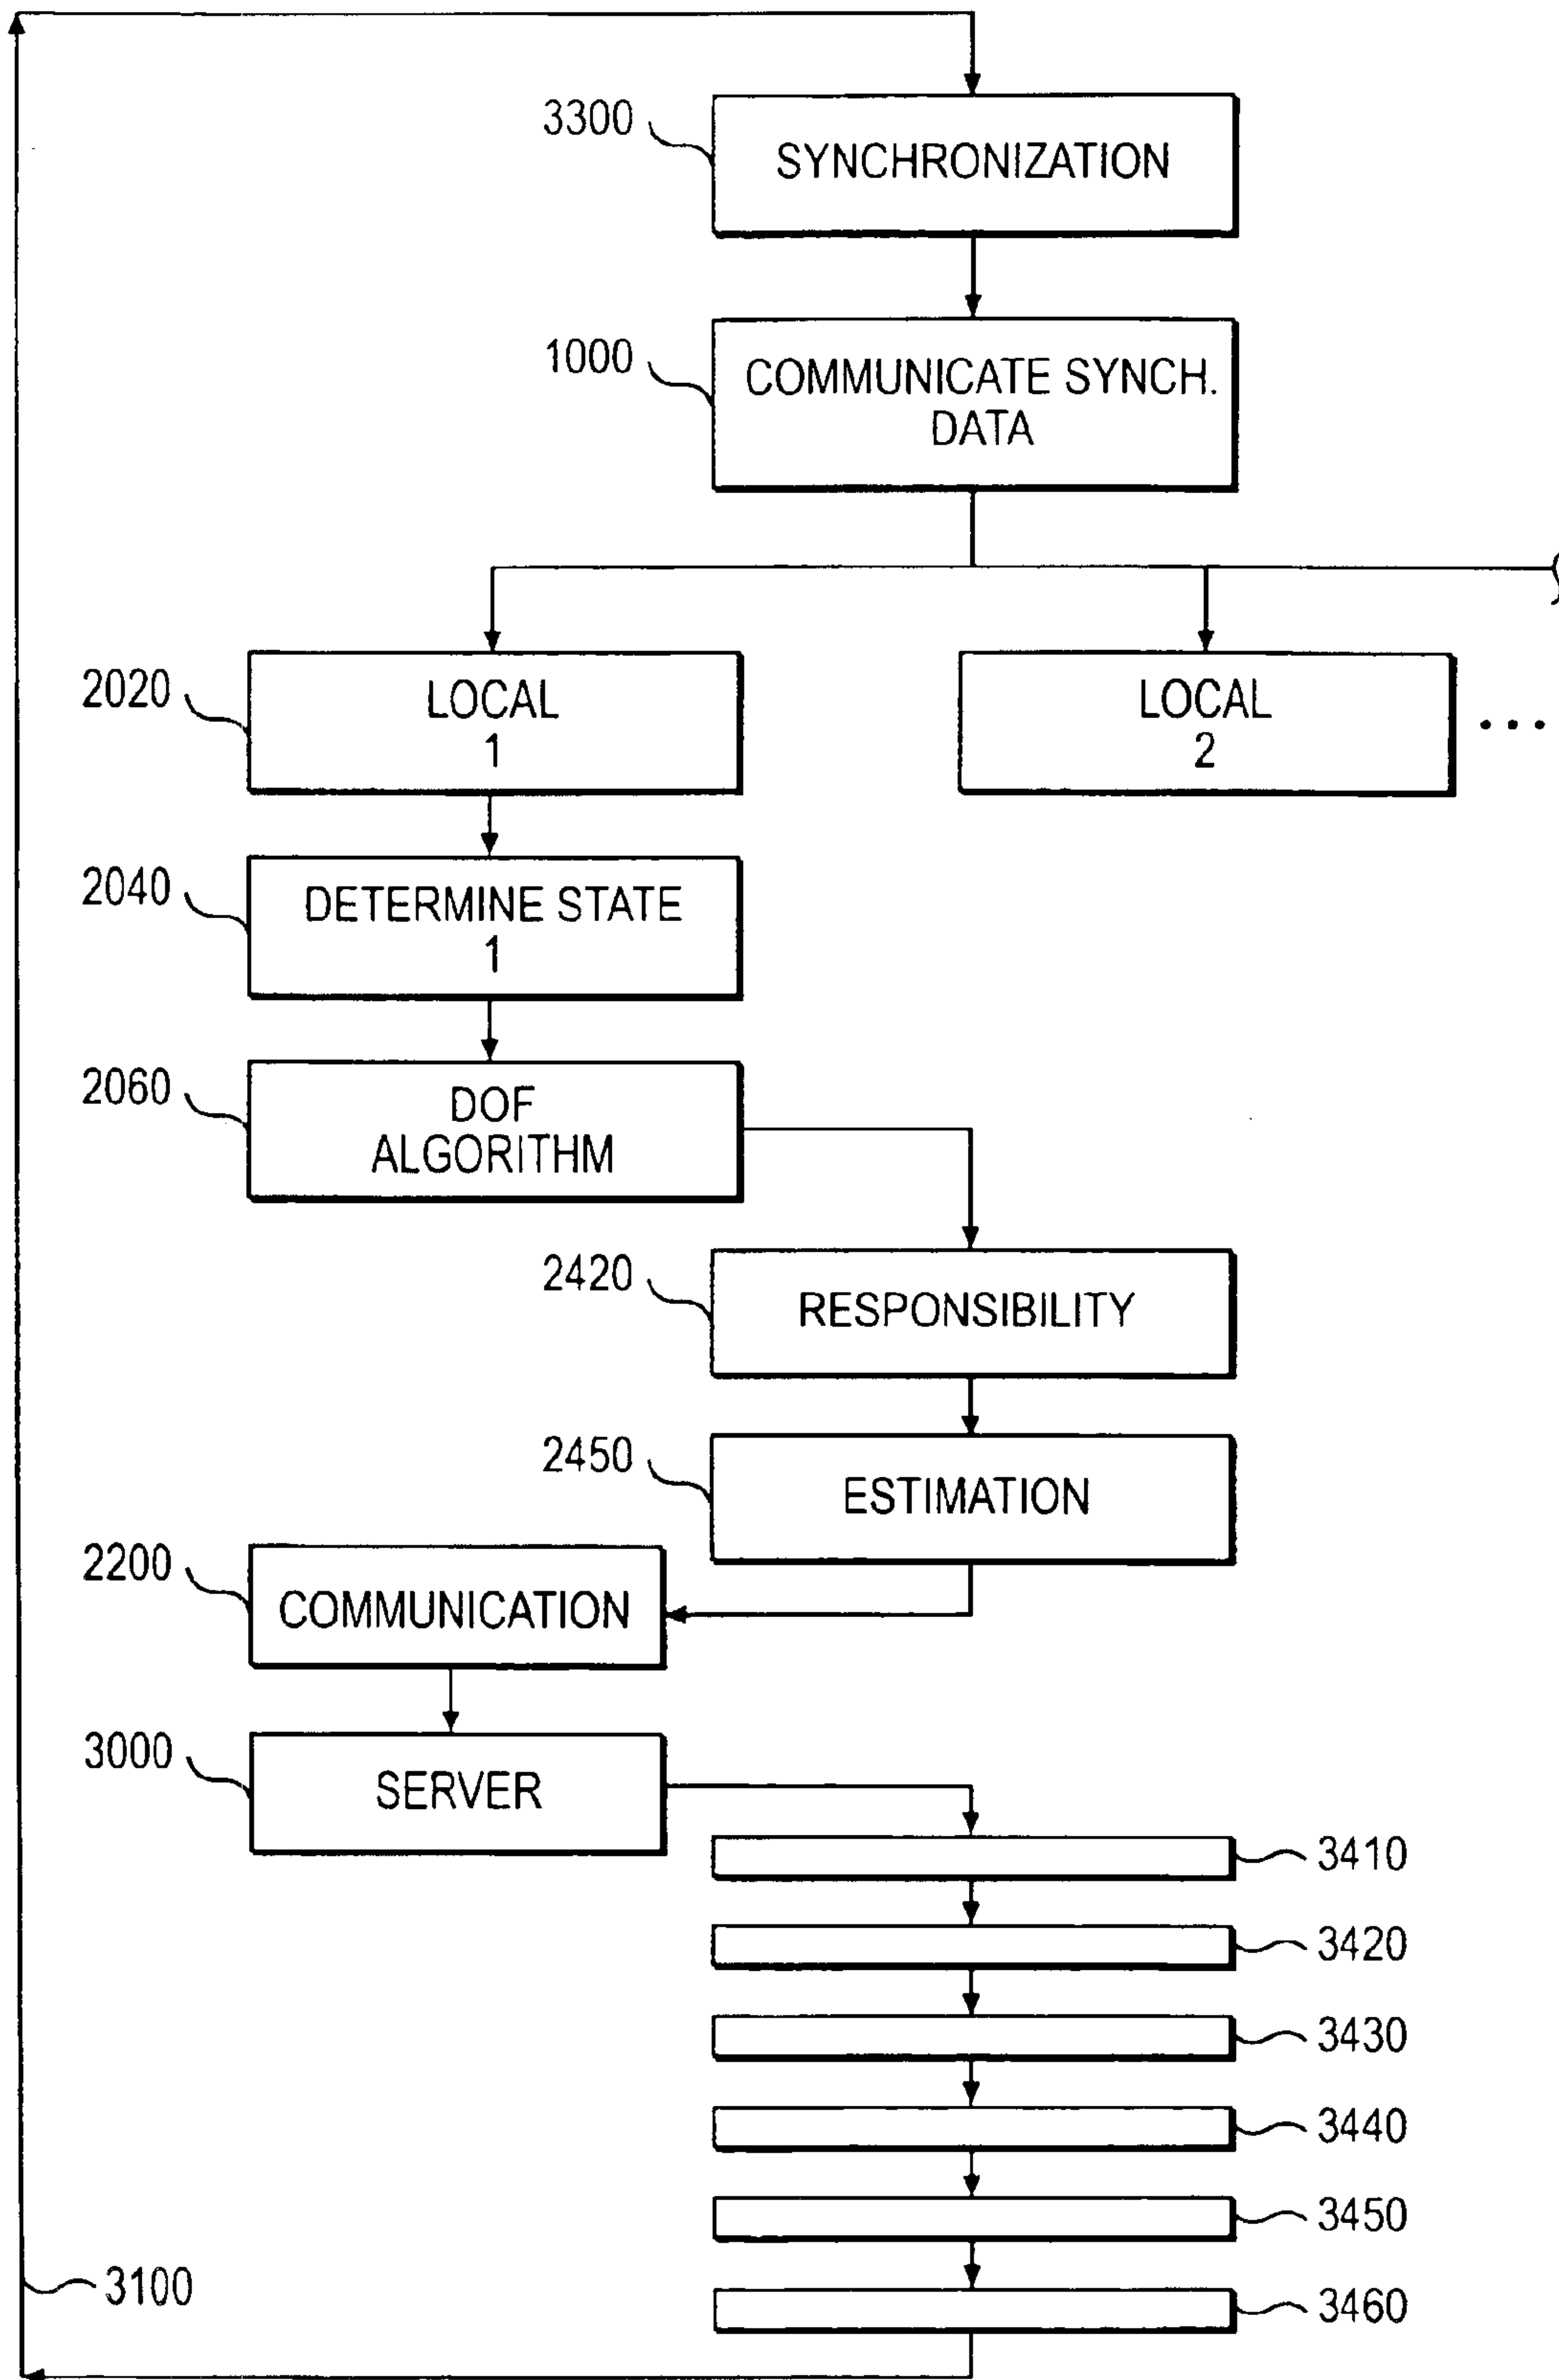 3300
SYNCHRONIZATION
1000
COMMUNICATE SYNCH.
DATA
2020
LOCAL
1
LOCAL
2
...
2040
DETERMINE STATE
1
2060
DOF
ALGORITHM
2420
RESPONSIBILITY
2450
ESTIMATION
2200
COMMUNICATION
3000
SERVER
3410
3420
3430
3440
3450
3100
3460